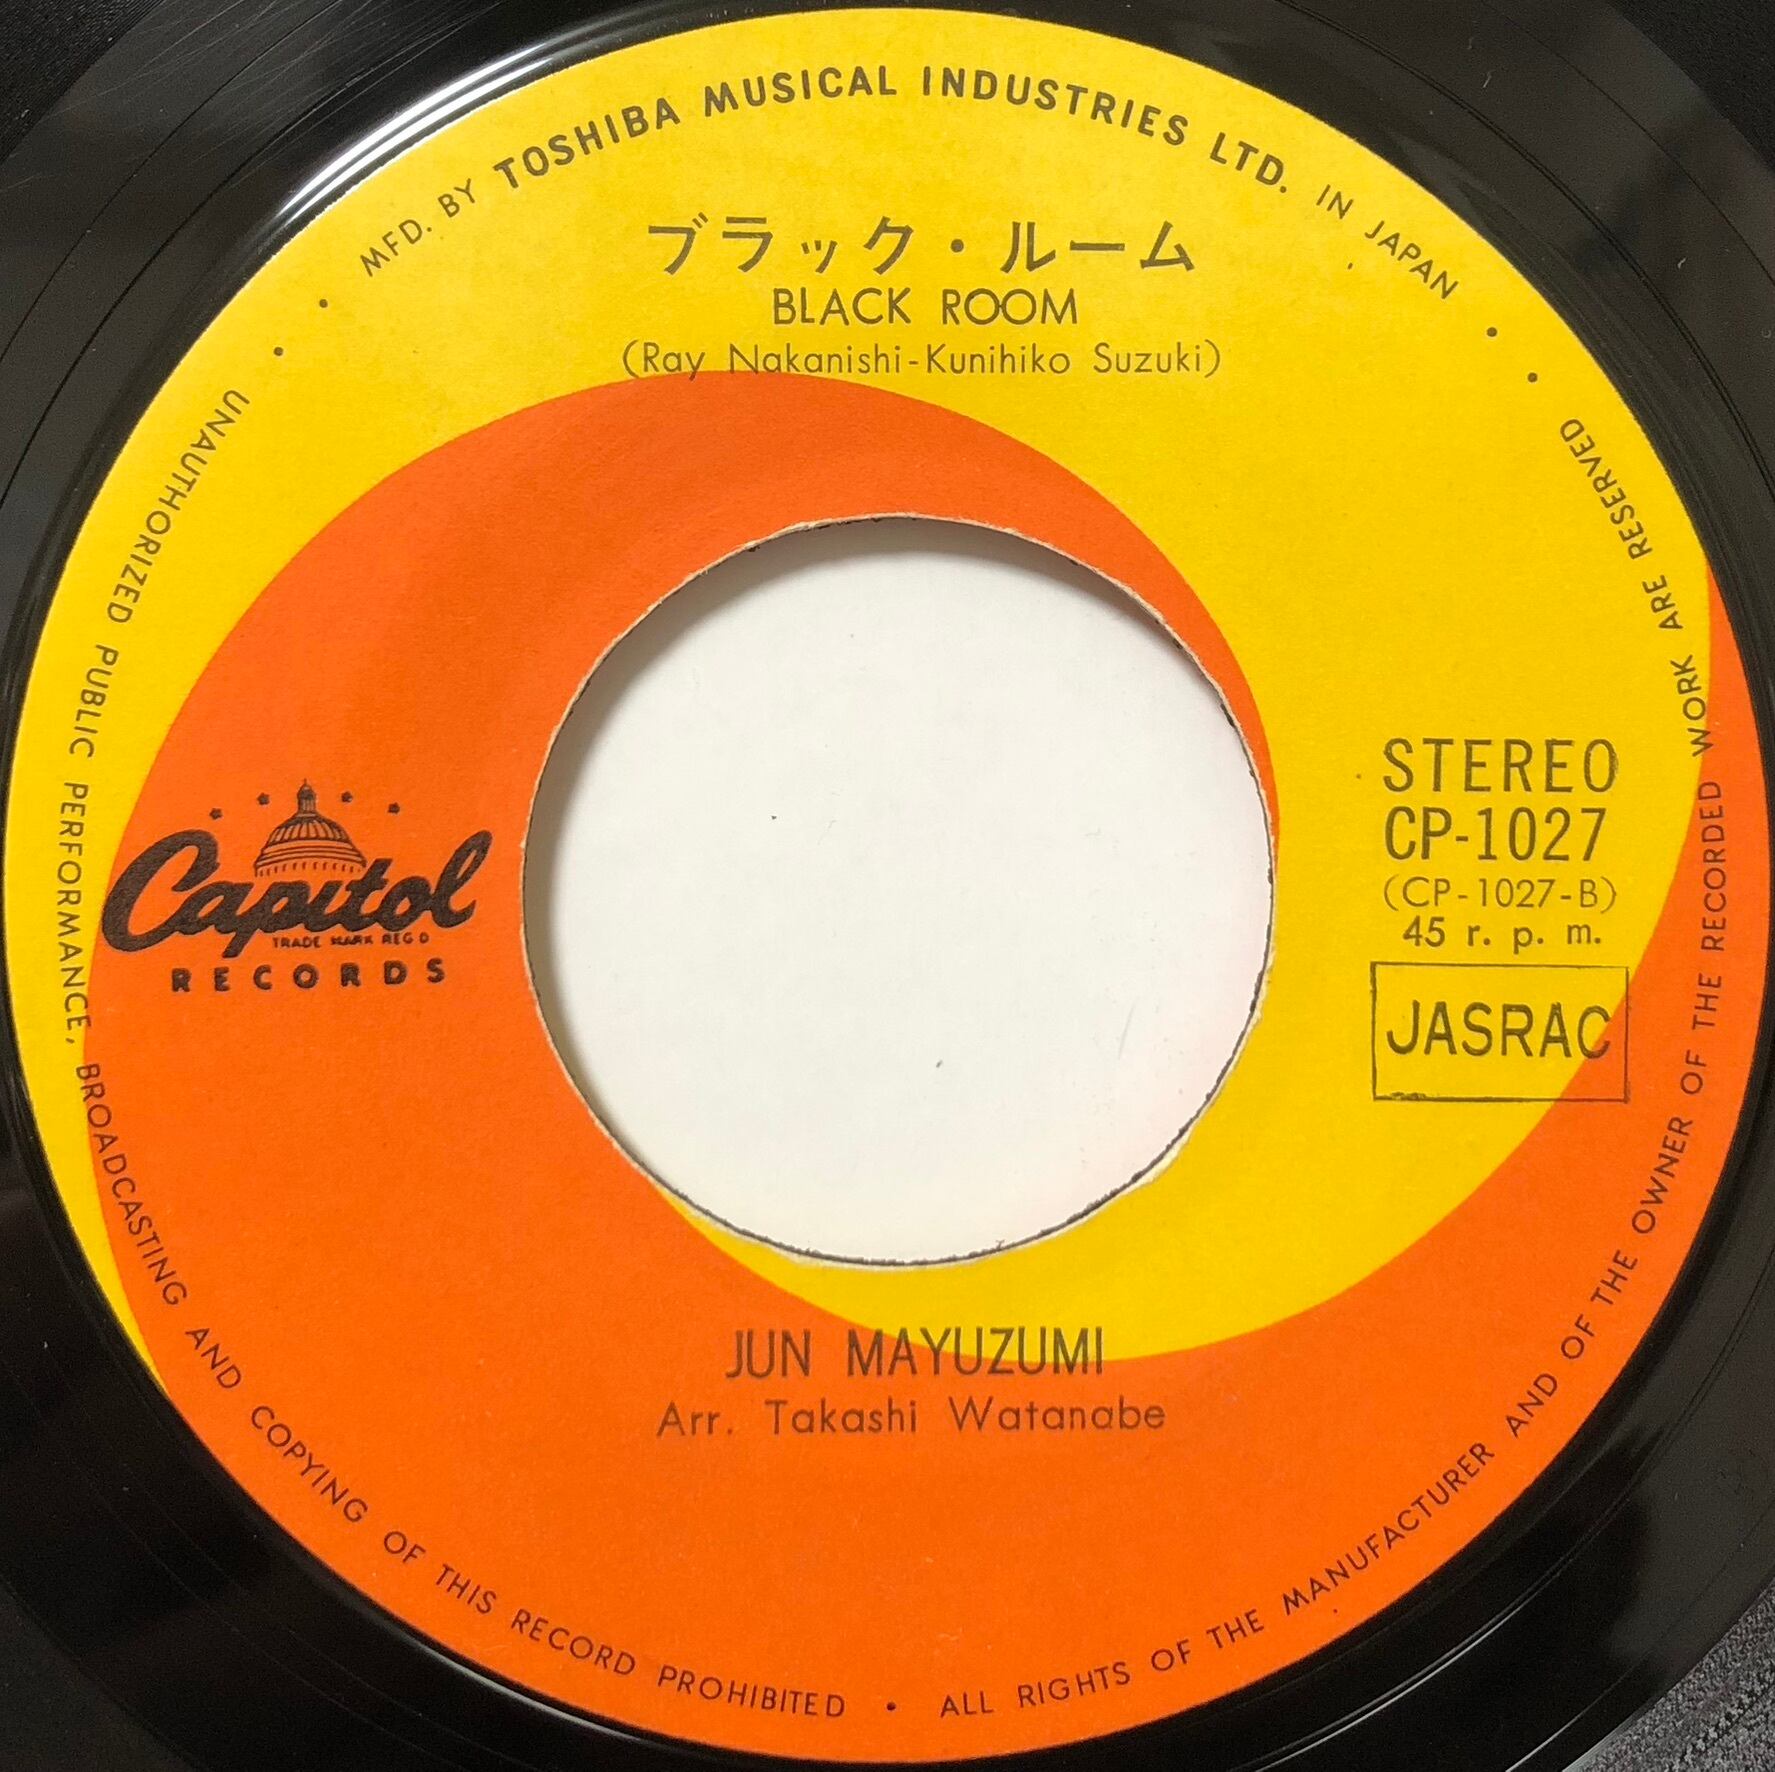 MFD. BY TOSHIBA MUSICAL INDUSTRIES LTD. IN JAPAN
ブラック・ルーム
BLACK ROOM
(Ray Nakanishi-Kunihiko Suzuki)
Capitol
TRADE MARK REG'D
RECORDS
STEREO
CP-1027
(CP-1027-B)
45 r. p. m.
JASRAC
JUN MAYUZUMI
Arr. Takashi Watanabe
UNAUTHORIZED PUBLIC PERFORMANCE, BROADCASTING AND COPYING OF THIS RECORD PROHIBITED • ALL RIGHTS OF THE MANUFACTURER AND OF THE OWNER OF THE RECORDED WORK ARE RESERVED